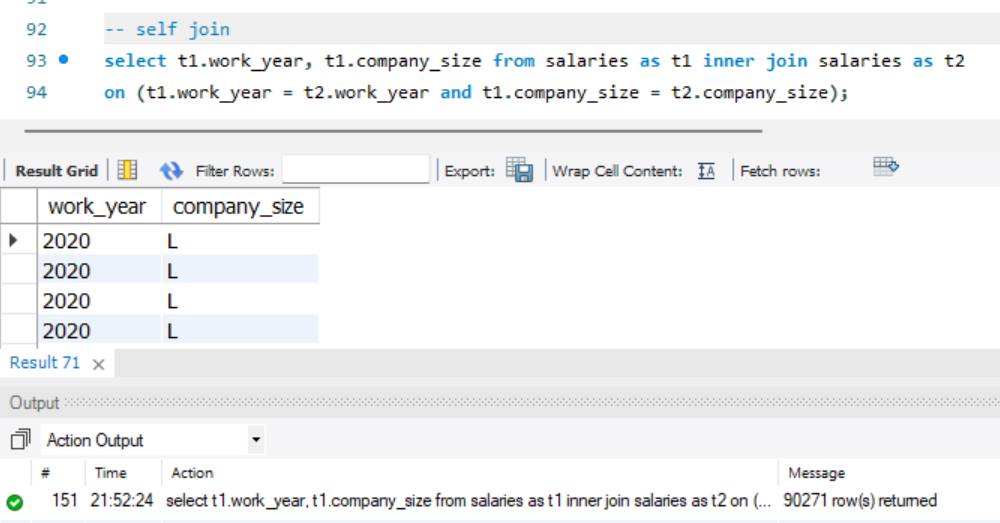 91
92 -- self join
93 select t1.work_year, t1.company_size from salaries as t1 inner join salaries as t2
94 on (t1.work_year = t2.work_year and t1.company_size = t2.company_size);
Result Grid Filter Rows: Export: Wrap Cell Content: IA Fetch rows:
work_year company_size
2020 L
2020 L
2020 L
2020 L
Result 71 ×
Output
Action Output
# Time Action Message
151 21:52:24 select t1.work_year, t1.company_size from salaries as t1 inner join salaries as t2 on (... 90271 row(s) returned